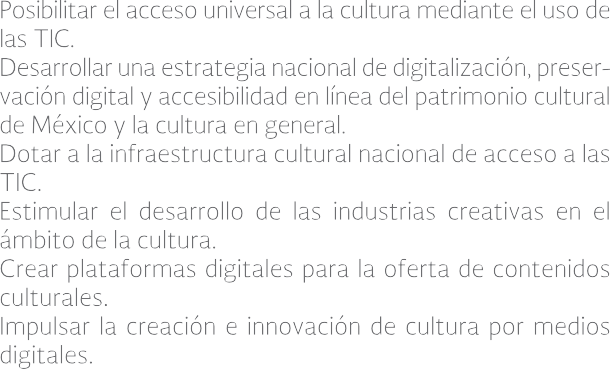 Posibilitar el acceso universal a la cultura mediante el uso de
las TIC.
Desarrollar una estrategia nacional de digitalización, preser-
vación digital y accesibilidad en línea del patrimonio cultural
de México y la cultura en general.
Dotar a la infraestructura cultural nacional de acceso a las
TIC.
Estimular el desarrollo de las industrias creativas en el
ámbito de la cultura.
Crear plataformas digitales para la oferta de contenidos
culturales.
Impulsar la creación e innovación de cultura por medios
digitales.